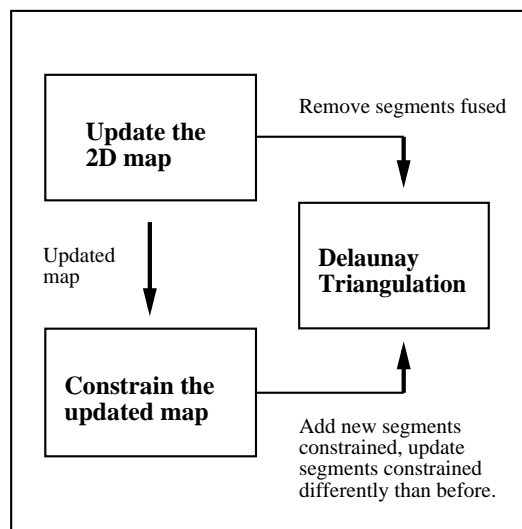 Remove segments fused
Update the
2D map
Updated
map
Delaunay
Triangulation
Constrain the
updated map
Add new segments
constrained, update
segments constrained
differently than before.